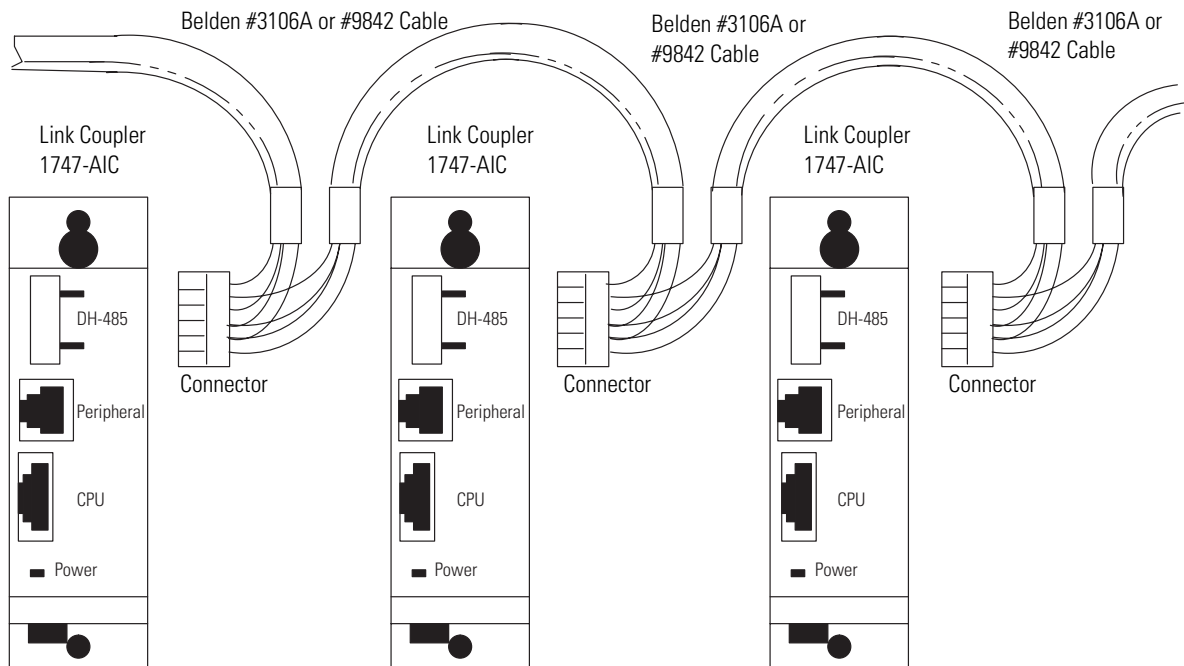 Belden #3106A or #9842 Cable
Belden #3106A or
#9842 Cable
Belden #3106A or
#9842 Cable
Link Coupler
1747-AIC
Link Coupler
1747-AIC
Link Coupler
1747-AIC
DH-485
Connector
Peripheral
CPU
Power
DH-485
Connector
Peripheral
CPU
Power
DH-485
Connector
Peripheral
CPU
Power